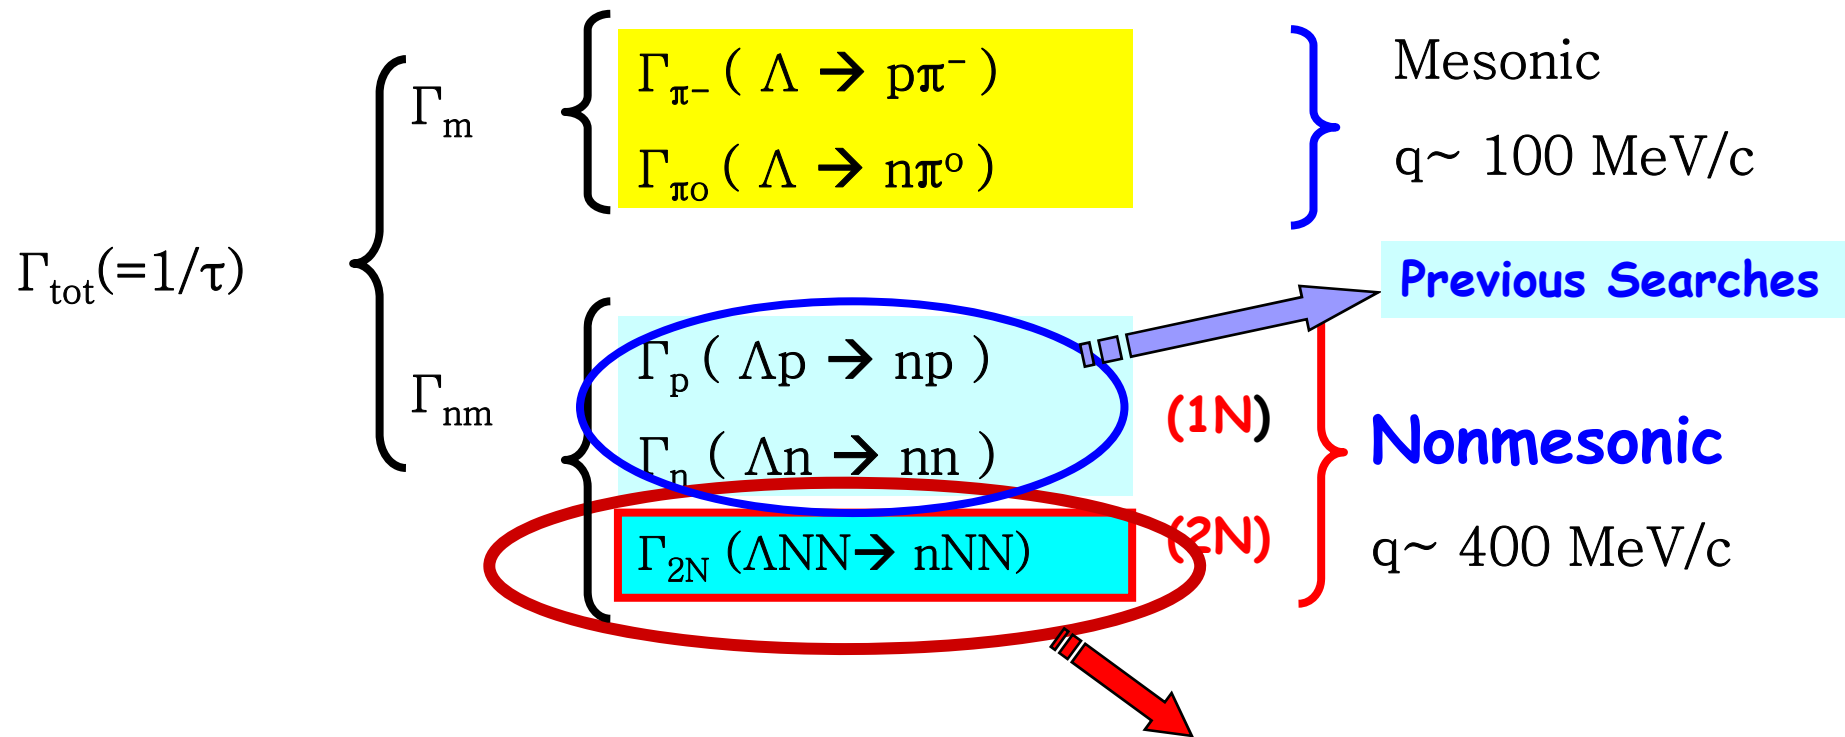 Γπ− ( Λ → pπ− )
Γm
Γπo ( Λ → nπo )
Mesonic
q~ 100 MeV/c
Γtot(=1/τ)
Previous Searches
Γp ( Λp → np )
Γnm
(1N)
Γn ( Λn → nn )
Nonmesonic
Γ2N (ΛNN→ nNN)
(2N)
q~ 400 MeV/c